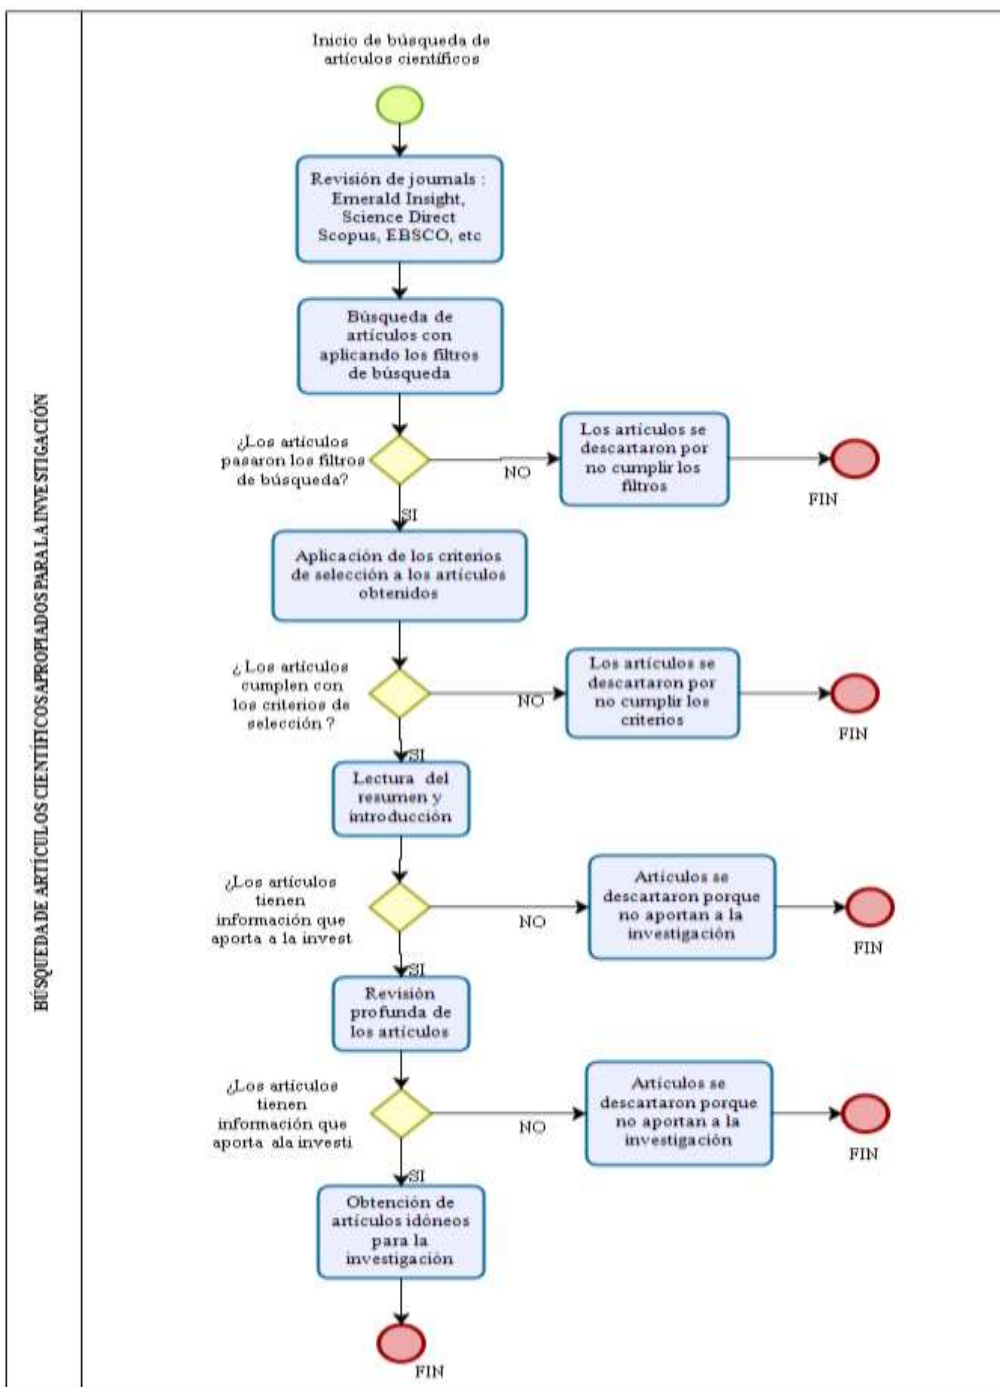 BÚSQUEDA DE ARTÍCULOS CIENTÍFICOS APROPIADOS PARA LA INVESTIGACIÓN
Inicio de búsqueda de
artículos científicos
Revisión de journals :
Emerald Insight,
Science Direct
Scopus, EBSCO, etc
Búsqueda de
artículos con
aplicando los filtros
de búsqueda
¿Los artículos
pasaron los filtros
de búsqueda?
NO
Los artículos se
descartaron por
no cumplir los
filtros
FIN
SI
Aplicación de los criterios
de selección a los artículos
obtenidos
¿ Los artículos
cumplen con
los criterios de
selección ?
NO
Los artículos se
descartaron por
no cumplir los
criterios
FIN
SI
Lectura del
resumen y
introducción
¿Los artículos
tienen
información que
aporta a la invest
NO
Artículos se
descartaron porque
no aportan a la
investigación
FIN
SI
Revisión
profunda de
los artículos
¿Los artículos
tienen
información que
aporta ala investi
NO
Artículos se
descartaron porque
no aportan a la
investigación
FIN
SI
Obtención de
artículos idóneos
para la
investigación
FIN